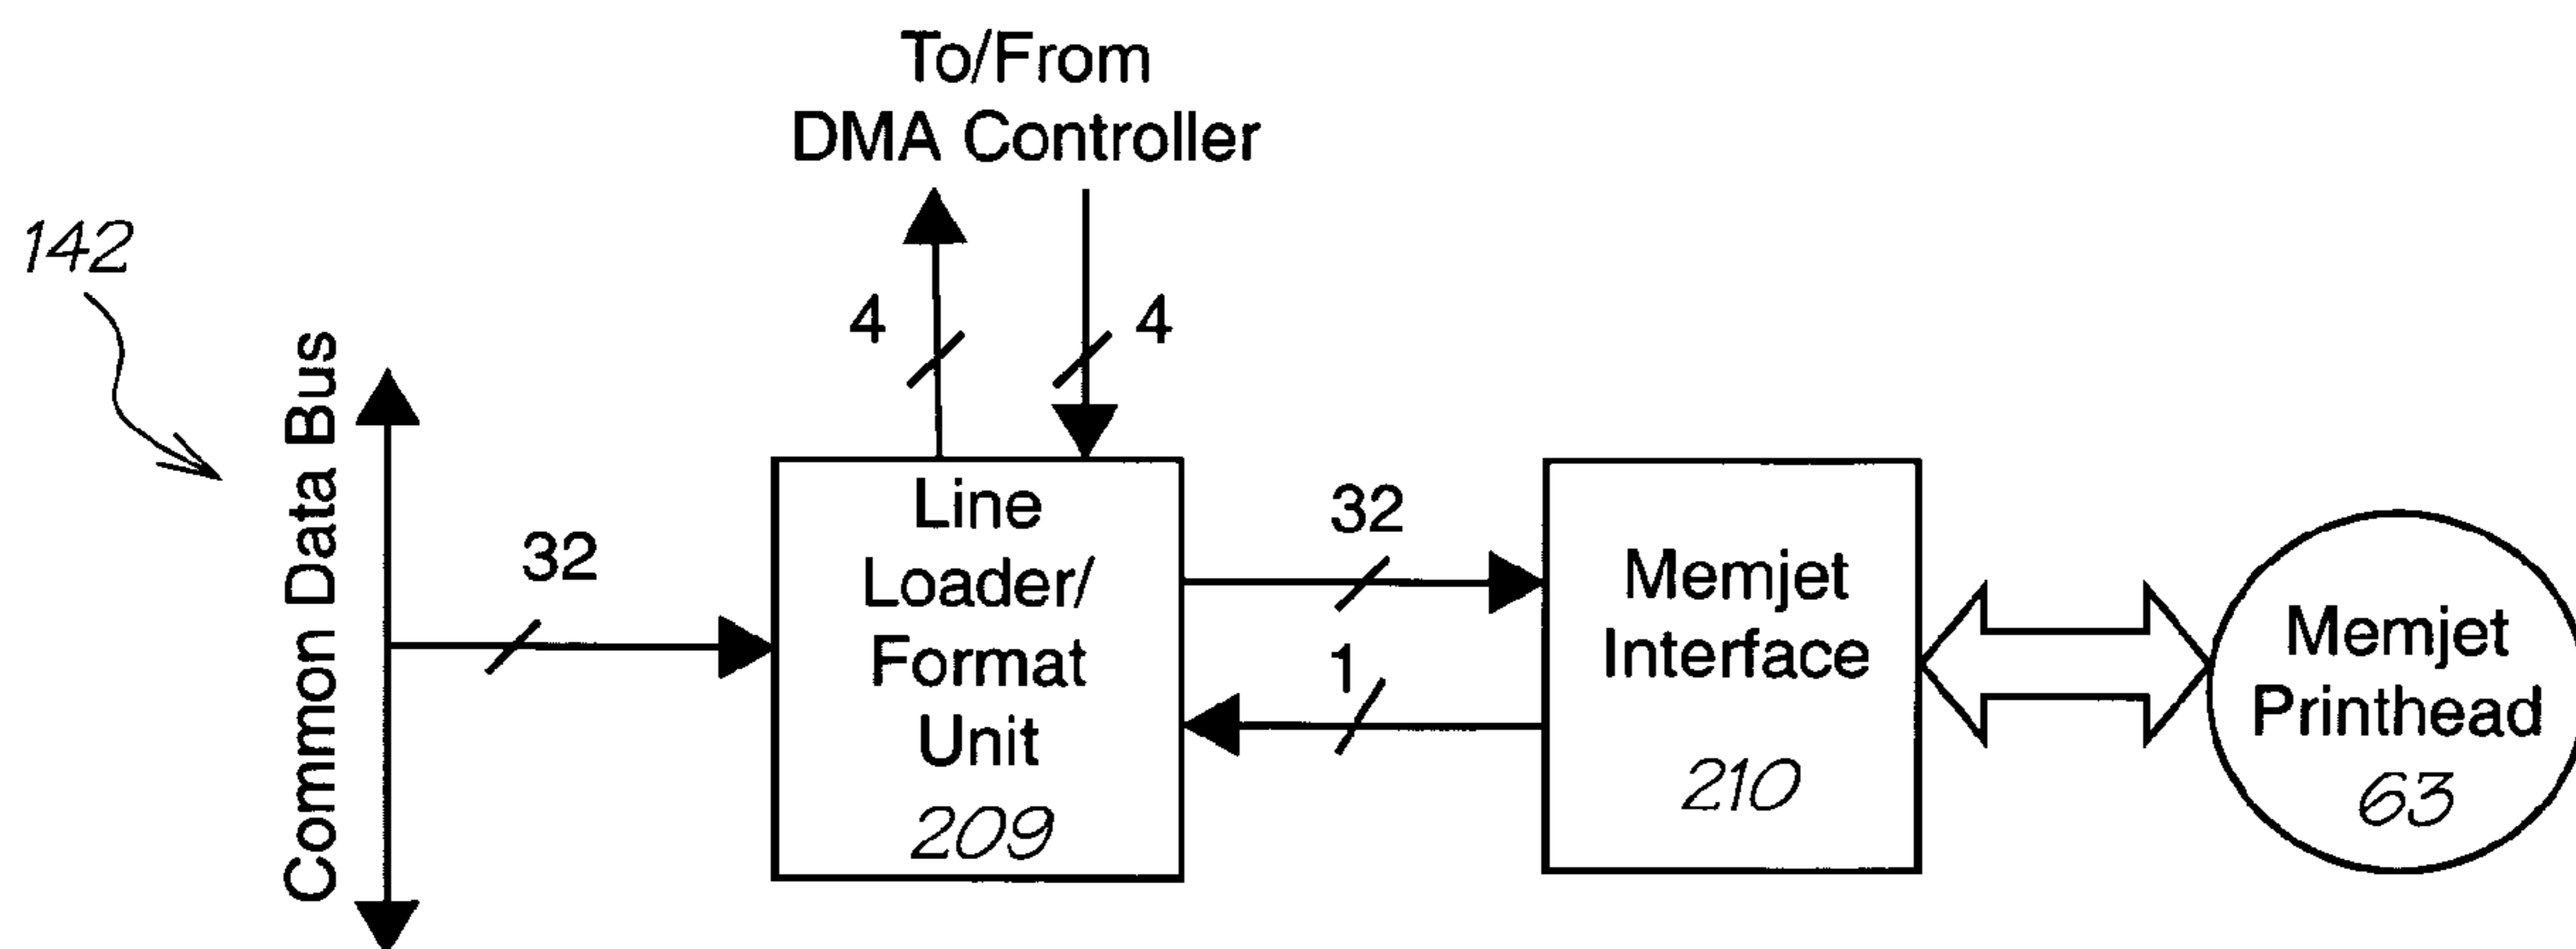 To/From
DMA Controller
142
4
4
Common Data Bus
32
Line
Loader/
Format
Unit
209
32
1
Memjet
Interface
210
Memjet
Printhead
63